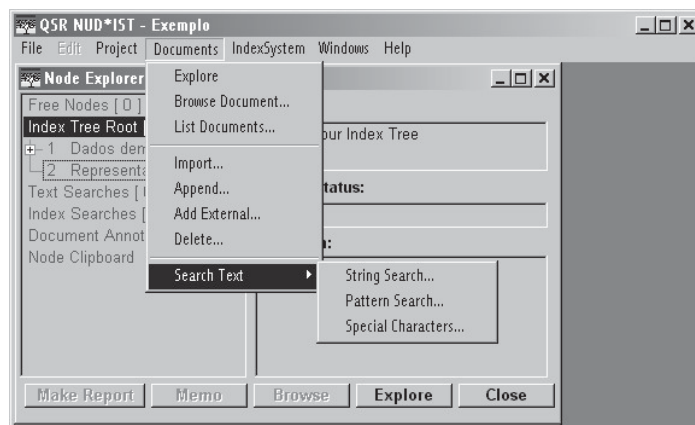 QSR NUD*IST - Exemplo
File Edit Project Documents IndexSystem Windows Help
Node Explorer
Free Nodes [ 0 ]
Index Tree Root [
1 Dados dem
2 Representa
Text Searches [
Index Searches [
Document Annot
Node Clipboard
Explore
Browse Document...
List Documents...
Import...
Append...
Add External...
Delete...
Search Text
our Index Tree
tatus:
n:
String Search...
Pattern Search...
Special Characters...
Make Report Memo Browse Explore Close